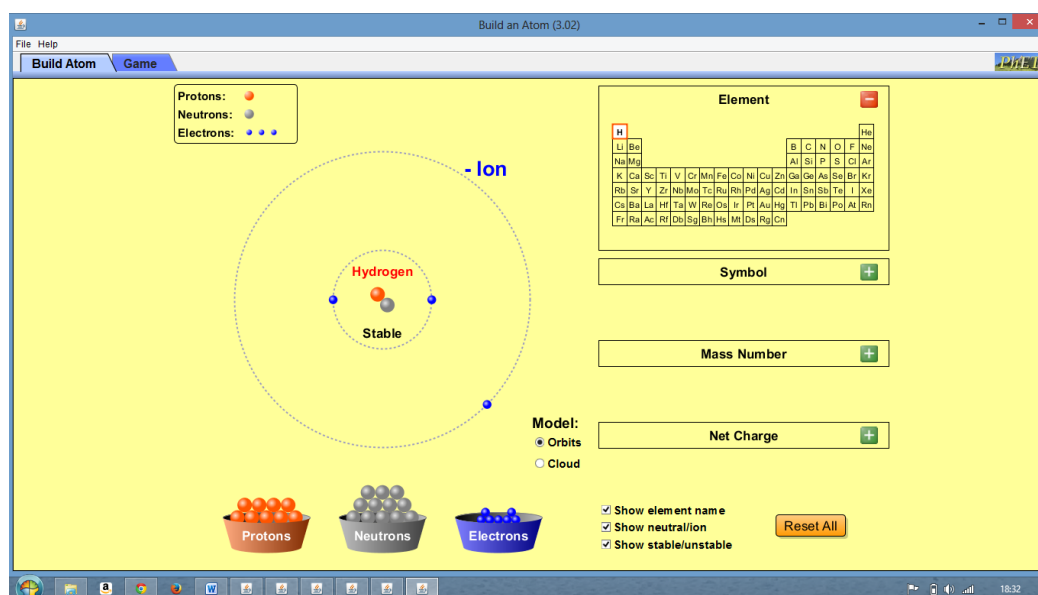 Build an Atom (3.02)
File Help
Build Atom Game
PhET
Protons:
Neutrons:
Electrons:
- Ion
Hydrogen
Stable
Element
H He
Li Be B C N O F Ne
Na Mg Al Si P S Cl Ar
K Ca Sc Ti V Cr Mn Fe Co Ni Cu Zn Ga Ge As Se Br Kr
Rb Sr Y Zr Nb Mo Tc Ru Rh Pd Ag Cd In Sn Sb Te I Xe
Cs Ba La Hf Ta W Re Os Ir Pt Au Hg Tl Pb Bi Po At Rn
Fr Ra Ac Rf Db Sg Bh Hs Mt Ds Rg Cn
Symbol
Mass Number
Net Charge
Model:
Orbits
Cloud
Protons
Neutrons
Electrons
Show element name
Show neutral/ion
Show stable/unstable
Reset All
a
W
18:32